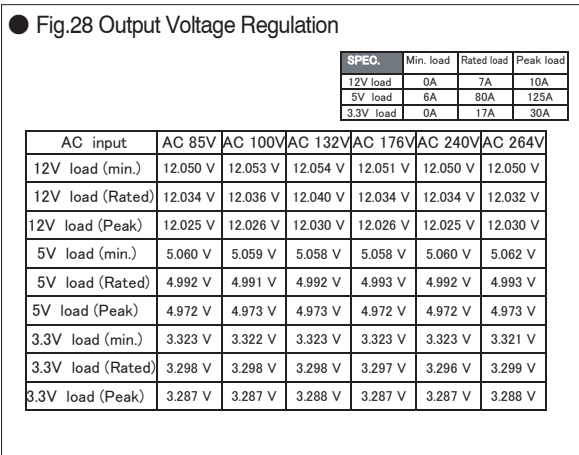 ● Fig.28 Output Voltage Regulation
SPEC. Min. load Rated load Peak load
12V load 0A 7A 10A
5V load 6A 80A 125A
3.3V load 0A 17A 30A
AC input AC 85V AC 100V AC 132V AC 176V AC 240V AC 264V
12V load (min.) 12.050 V 12.053 V 12.054 V 12.051 V 12.050 V 12.050 V
12V load (Rated) 12.034 V 12.036 V 12.040 V 12.034 V 12.034 V 12.032 V
12V load (Peak) 12.025 V 12.026 V 12.030 V 12.026 V 12.025 V 12.030 V
5V load (min.) 5.060 V 5.059 V 5.058 V 5.058 V 5.060 V 5.062 V
5V load (Rated) 4.992 V 4.991 V 4.992 V 4.993 V 4.992 V 4.993 V
5V load (Peak) 4.972 V 4.973 V 4.973 V 4.972 V 4.972 V 4.973 V
3.3V load (min.) 3.323 V 3.322 V 3.323 V 3.323 V 3.323 V 3.321 V
3.3V load (Rated) 3.298 V 3.298 V 3.298 V 3.297 V 3.296 V 3.299 V
3.3V load (Peak) 3.287 V 3.287 V 3.288 V 3.287 V 3.287 V 3.288 V